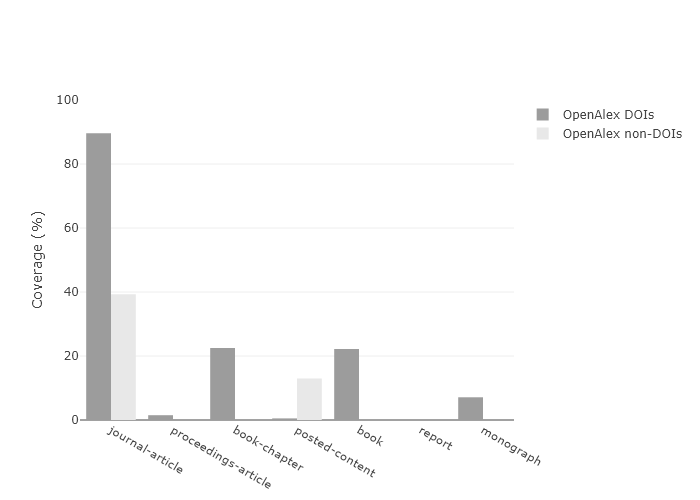 100
80
60
40
20
0
Coverage (%)
journal-article
proceedings-article
book-chapter
posted-content
book
report
monograph
OpenAlex DOIs
OpenAlex non-DOIs